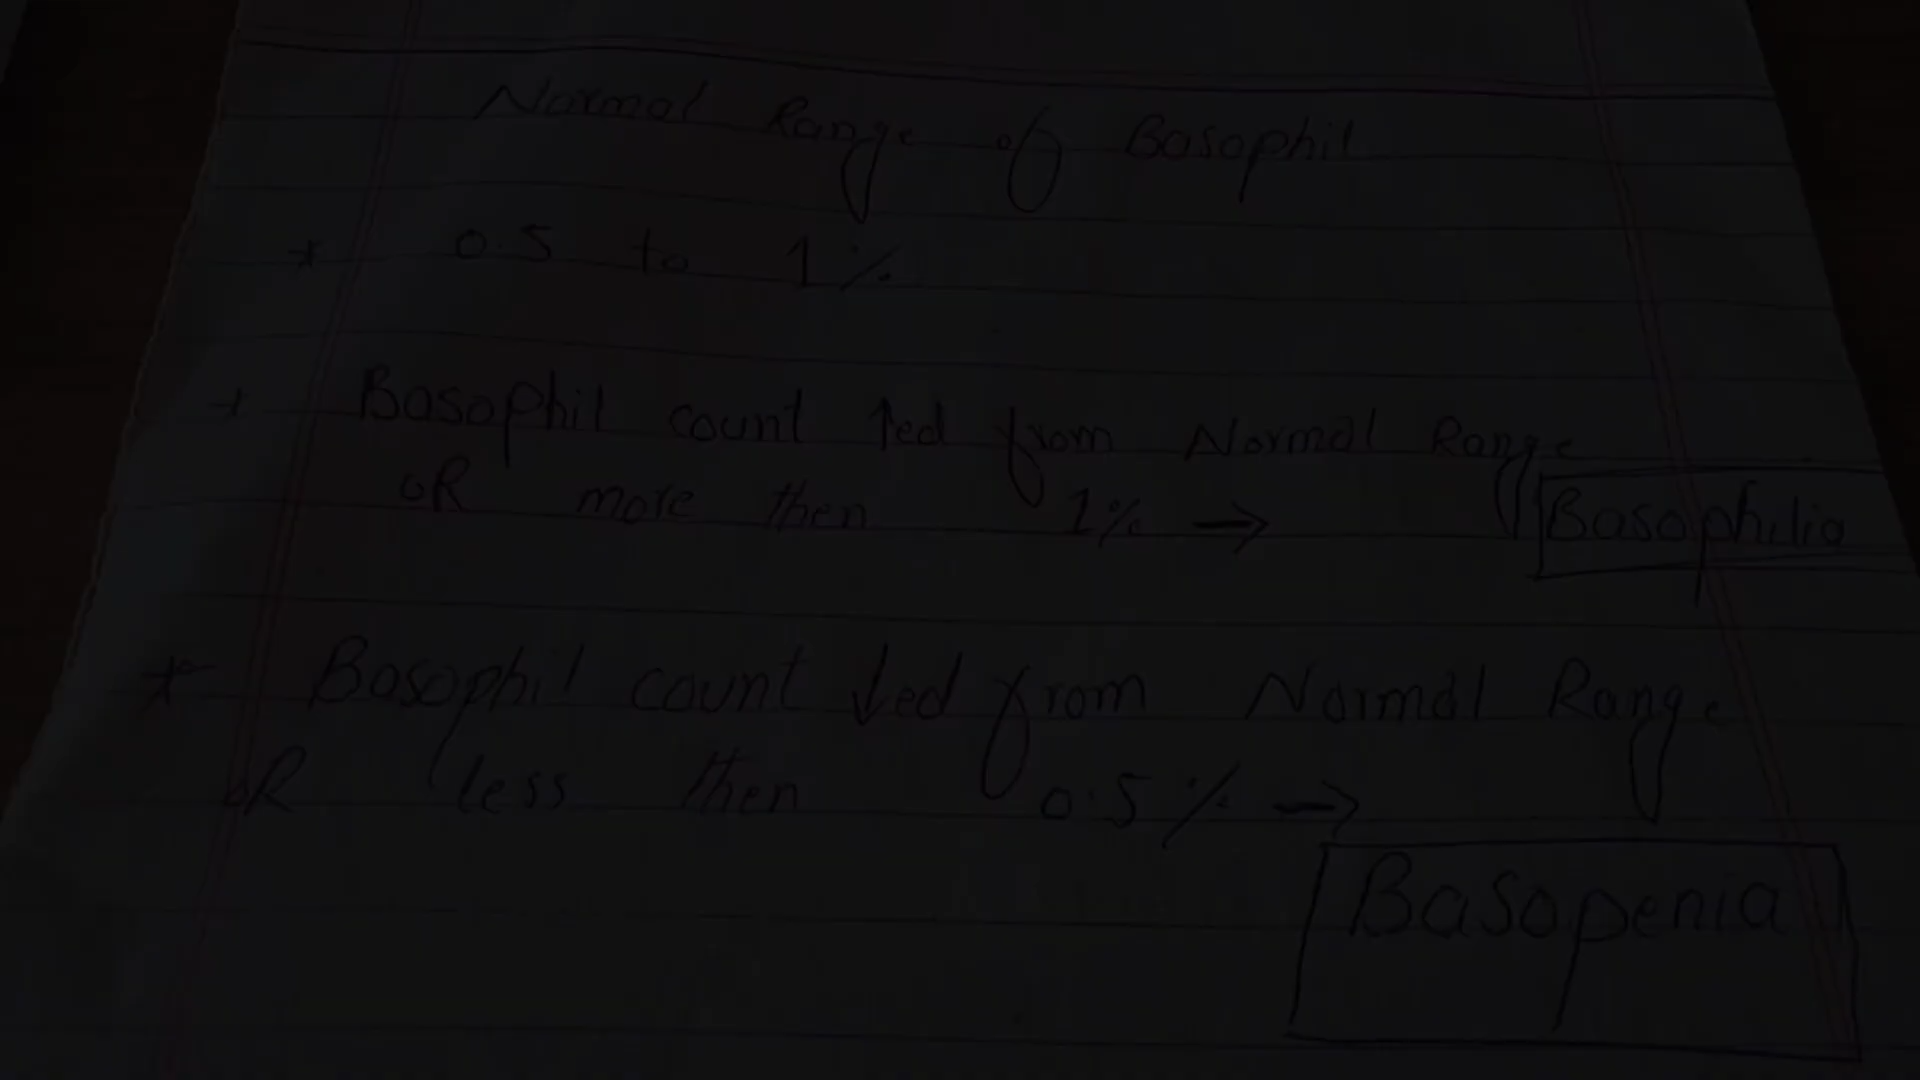 Normal Range of Basophil
* 0.5 to 1%
* Basophil count ↑ed from Normal Range
OR more then 1% → Basophilia
* Basophil count ↓ed from Normal Range
OR less then 0.5% →
Basopenia